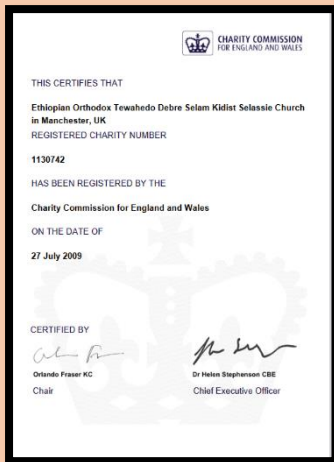 CHARITY COMMISSION
FOR ENGLAND AND WALES
THIS CERTIFIES THAT
Ethiopian Orthodox Tewahedo Debre Selam Kidist Selassie Church
in Manchester, UK
REGISTERED CHARITY NUMBER
1130742
HAS BEEN REGISTERED BY THE
Charity Commission for England and Wales
ON THE DATE OF
27 July 2009
CERTIFIED BY
Orlando Fraser KC
Dr Helen Stephenson CBE
Chair
Chief Executive Officer